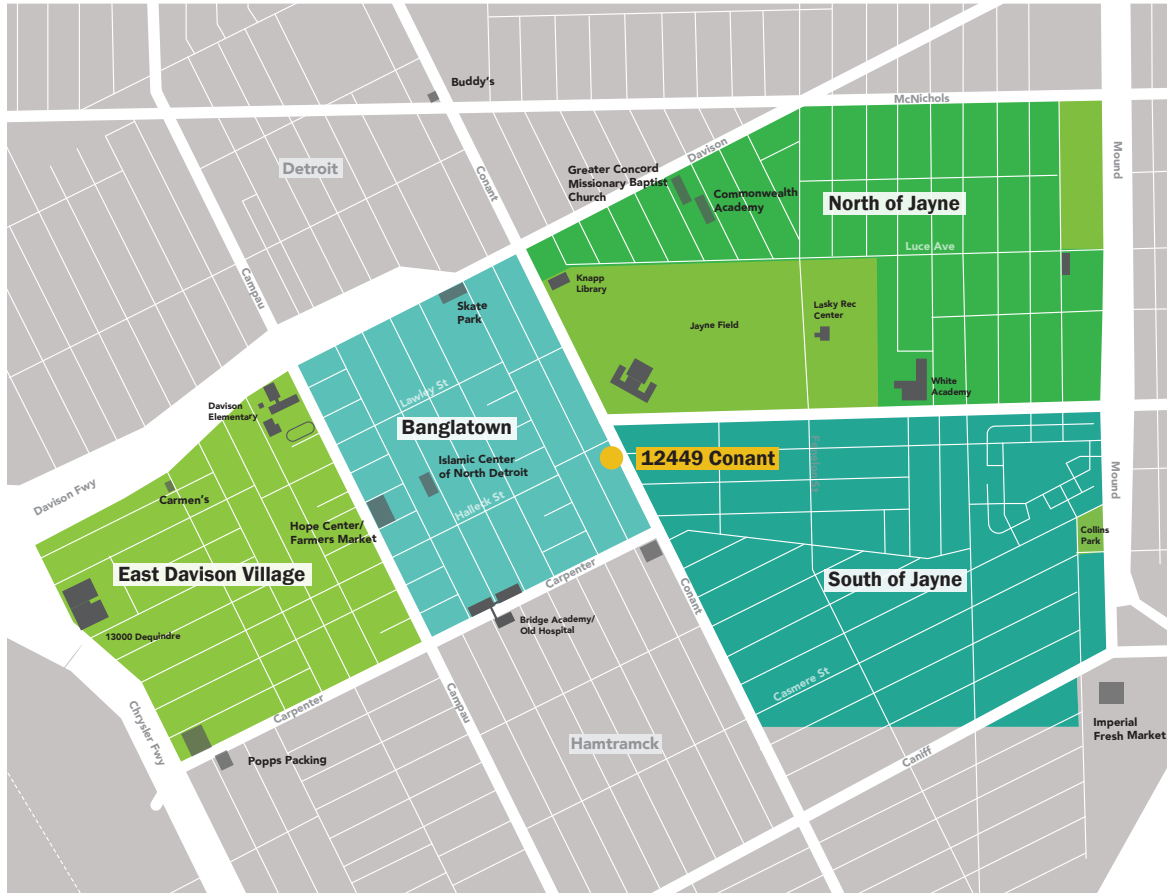 Buddy's
McNichols
Detroit
Conant
Davison
Mound
Greater Concord
Missionary Baptist
Church
Commonwealth
Academy
North of Jayne
Luce Ave
Campau
Knapp
Library
Skate
Park
Lasky Rec
Center
Jayne Field
White
Academy
Lawley St
Davison
Elementary
Banglatown
12449 Conant
Islamic Center
of North Detroit
Mound
Davison Fwy
Carmen's
Halleck St
Hope Center/
Farmers Market
Collins
Park
East Davison Village
Carpenter
South of Jayne
Conant
Bridge Academy/
Old Hospital
13000 Dequindre
Casmere St
Carpenter
Campau
Chrysler Fwy
Imperial
Fresh Market
Hamtramck
Caniff
Popps Packing